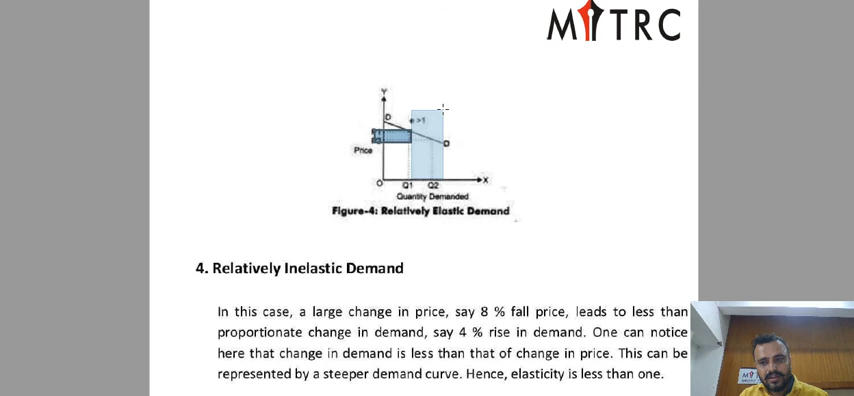 MITRC
Y
D
e >1
Price
D
O
Q1 Q2
X
Quantity Demanded
Figure-4: Relatively Elastic Demand
4. Relatively Inelastic Demand
In this case, a large change in price, say 8 % fall price, leads to less than
proportionate change in demand, say 4 % rise in demand. One can notice
here that change in demand is less than that of change in price. This can be
represented by a steeper demand curve. Hence, elasticity is less than one.